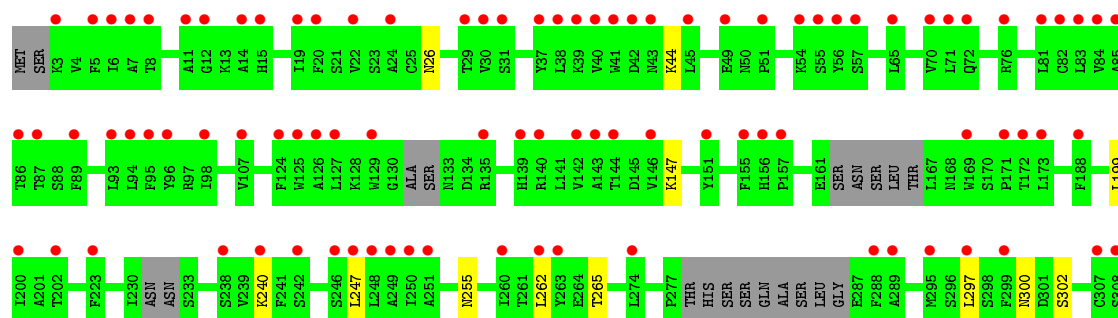 MET SER K3 V4 F5 I6 A7 T8 A11 G12 K13 A14 H15 I19 F20 S21 V22 S23 A24 C25 N26 T29 V30 S31 Y37 L38 K39 V40 W41 D42 N43 K44 L45 E49 N50 P51 K54 S55 Y56 S57 L65 V70 L71 Q72 R76 L81 C82 L83 V84 A85
T86 T87 S88 F89 L93 L94 F95 Y96 R97 I98 V107 F124 W125 A126 L127 K128 W129 G130 ALA SER N133 D134 R135 H139 R140 L141 V142 A143 T144 D145 V146 K147 Y151 F155 H156 P157 E161 SER ASN SER LEU THR L167 N168 W169 S170 P171 T172 L173 F188 L199
I200 A201 T202 F223 I230 ASN ASN S233 S238 V239 K240 F241 S242 S246 L247 L248 A249 I250 A251 N255 I260 T261 L262 Y263 E264 T265 L274 P277 THR HIS SER SER GLN ALA SER LEU GLY E287 F288 A289 M295 S296 L297 S298 F299 N300 D301 S302 C307